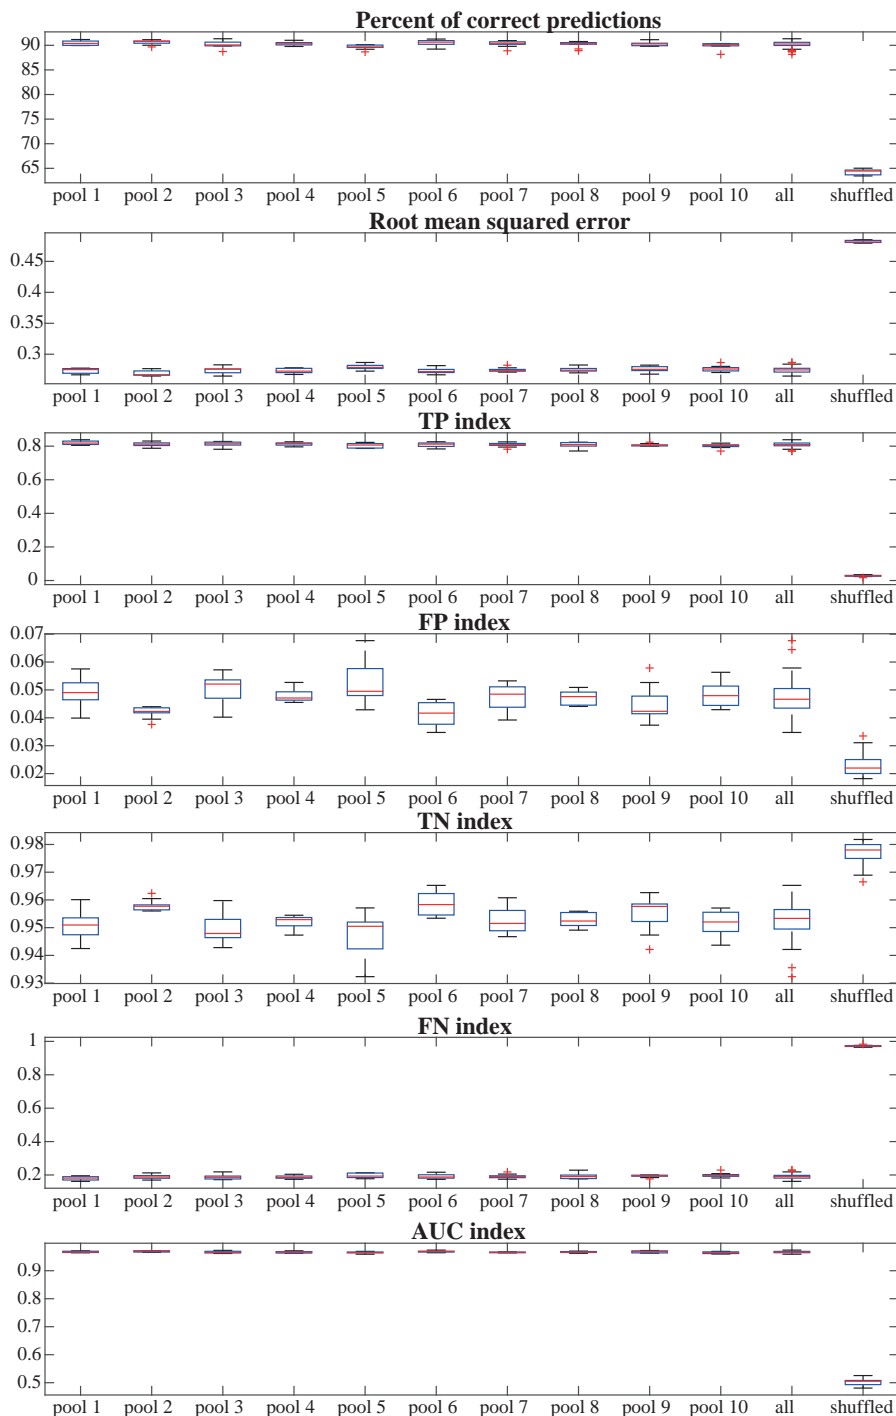 Percent of correct predictions
90
85
80
75
70
65
pool 1 pool 2 pool 3 pool 4 pool 5 pool 6 pool 7 pool 8 pool 9 pool 10 all shuffled
Root mean squared error
0.45
0.4
0.35
0.3
pool 1 pool 2 pool 3 pool 4 pool 5 pool 6 pool 7 pool 8 pool 9 pool 10 all shuffled
TP index
0.8
0.6
0.4
0.2
0
pool 1 pool 2 pool 3 pool 4 pool 5 pool 6 pool 7 pool 8 pool 9 pool 10 all shuffled
FP index
0.07
0.06
0.05
0.04
0.03
0.02
pool 1 pool 2 pool 3 pool 4 pool 5 pool 6 pool 7 pool 8 pool 9 pool 10 all shuffled
TN index
0.98
0.97
0.96
0.95
0.94
0.93
pool 1 pool 2 pool 3 pool 4 pool 5 pool 6 pool 7 pool 8 pool 9 pool 10 all shuffled
FN index
1
0.8
0.6
0.4
0.2
pool 1 pool 2 pool 3 pool 4 pool 5 pool 6 pool 7 pool 8 pool 9 pool 10 all shuffled
AUC index
0.9
0.8
0.7
0.6
0.5
pool 1 pool 2 pool 3 pool 4 pool 5 pool 6 pool 7 pool 8 pool 9 pool 10 all shuffled